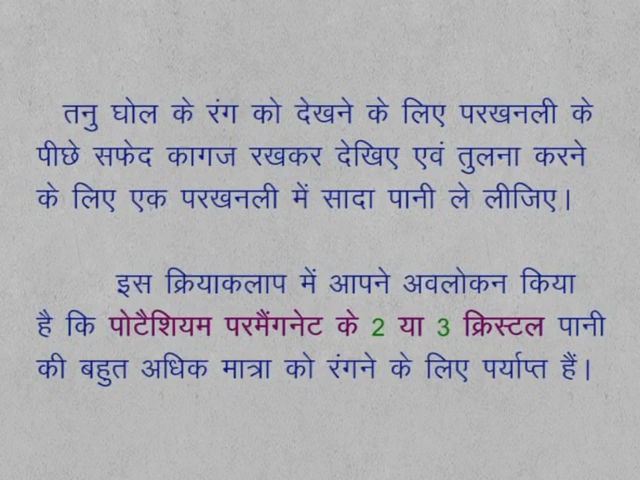 तनु घोल के रंग को देखने के लिए परखनली के
पीछे सफेद कागज रखकर देखिए एवं तुलना करने
के लिए एक परखनली में सादा पानी ले लीजिए।
इस क्रियाकलाप में आपने अवलोकन किया
है कि पोटैशियम परमैंगनेट के 2 या 3 क्रिस्टल पानी
की बहुत अधिक मात्रा को रंगने के लिए पर्याप्त हैं।